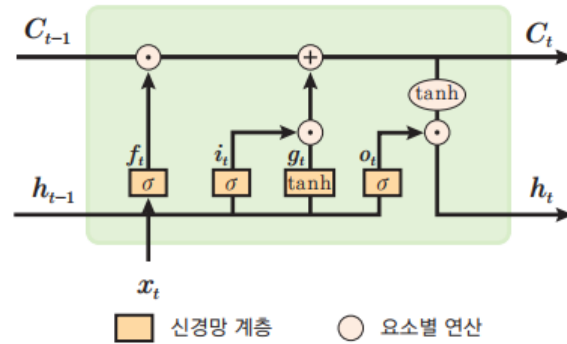 C_{t-1} C_t
⊙ + tanh
⊙ ⊙
f_t i_t g_t o_t
σ σ tanh σ
h_{t-1} h_t
x_t
신경망 계층 요소별 연산